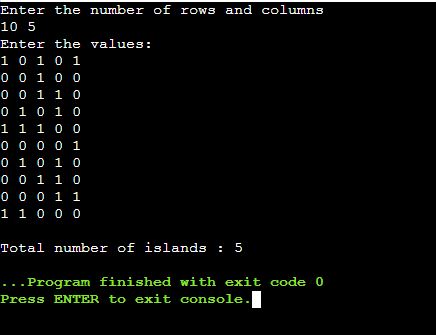 Enter the number of rows and columns
10 5
Enter the values:
1 0 1 0 1
0 0 1 0 0
0 0 1 1 0
0 1 0 1 0
1 1 1 0 0
0 0 0 0 1
0 1 0 1 0
0 0 1 1 0
0 0 0 1 1
1 1 0 0 0
Total number of islands : 5
...Program finished with exit code 0
Press ENTER to exit console.